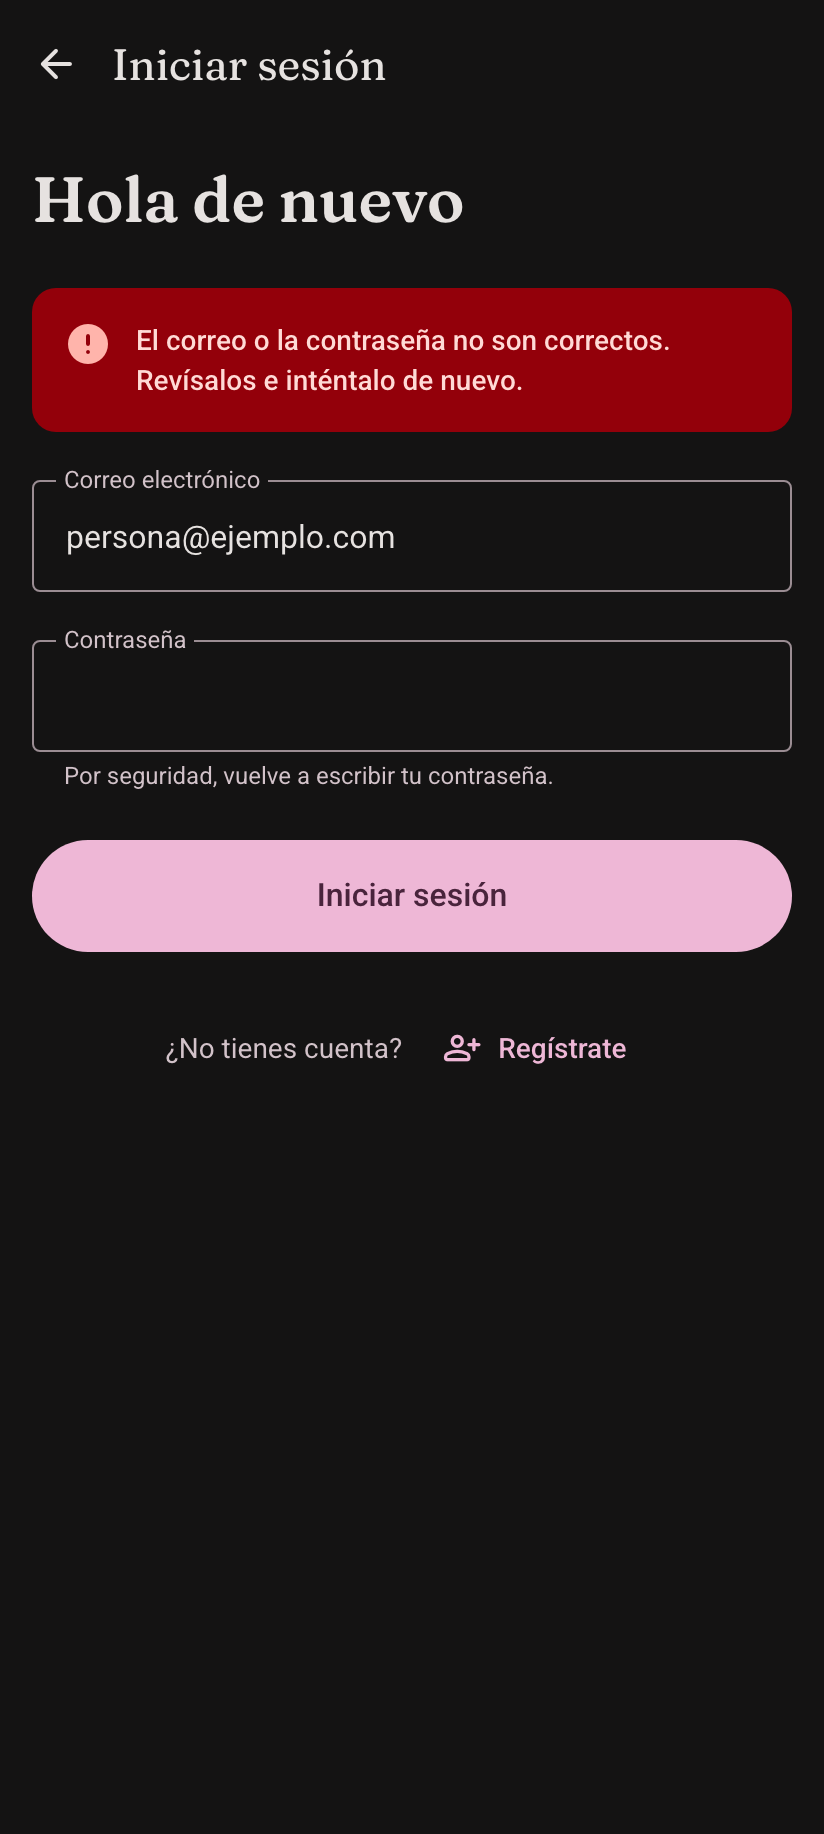 Iniciar sesión
Hola de nuevo
El correo o la contraseña no son correctos.
Revísalos e inténtalo de nuevo.
Correo electrónico
persona@ejemplo.com
Contraseña
Por seguridad, vuelve a escribir tu contraseña.
Iniciar sesión
¿No tienes cuenta? Regístrate